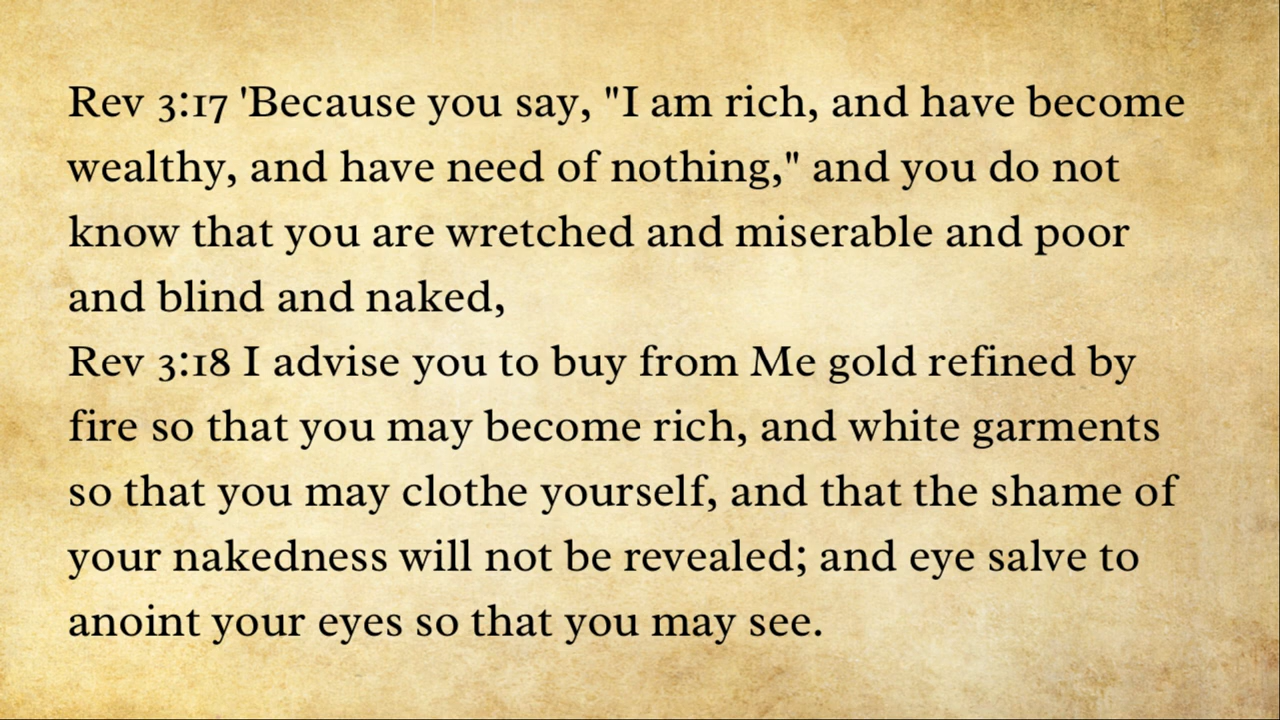 Rev 3:17 'Because you say, "I am rich, and have become
wealthy, and have need of nothing," and you do not
know that you are wretched and miserable and poor
and blind and naked,
Rev 3:18 I advise you to buy from Me gold refined by
fire so that you may become rich, and white garments
so that you may clothe yourself, and that the shame of
your nakedness will not be revealed; and eye salve to
anoint your eyes so that you may see.